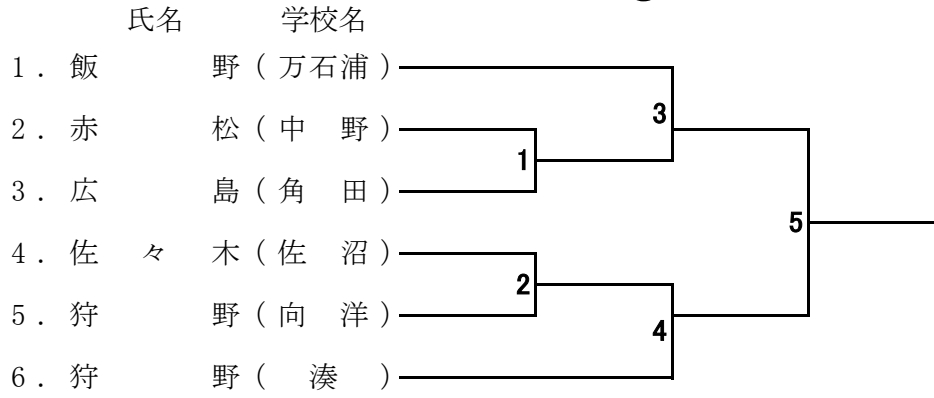 氏名 学校名
1. 飯 野 (万石浦)
2. 赤 松 (中 野)
3. 広 島 (角 田)
4. 佐 々 木 (佐 沼)
5. 狩 野 (向 洋)
6. 狩 野 ( 湊 )
3
1
5
2
4